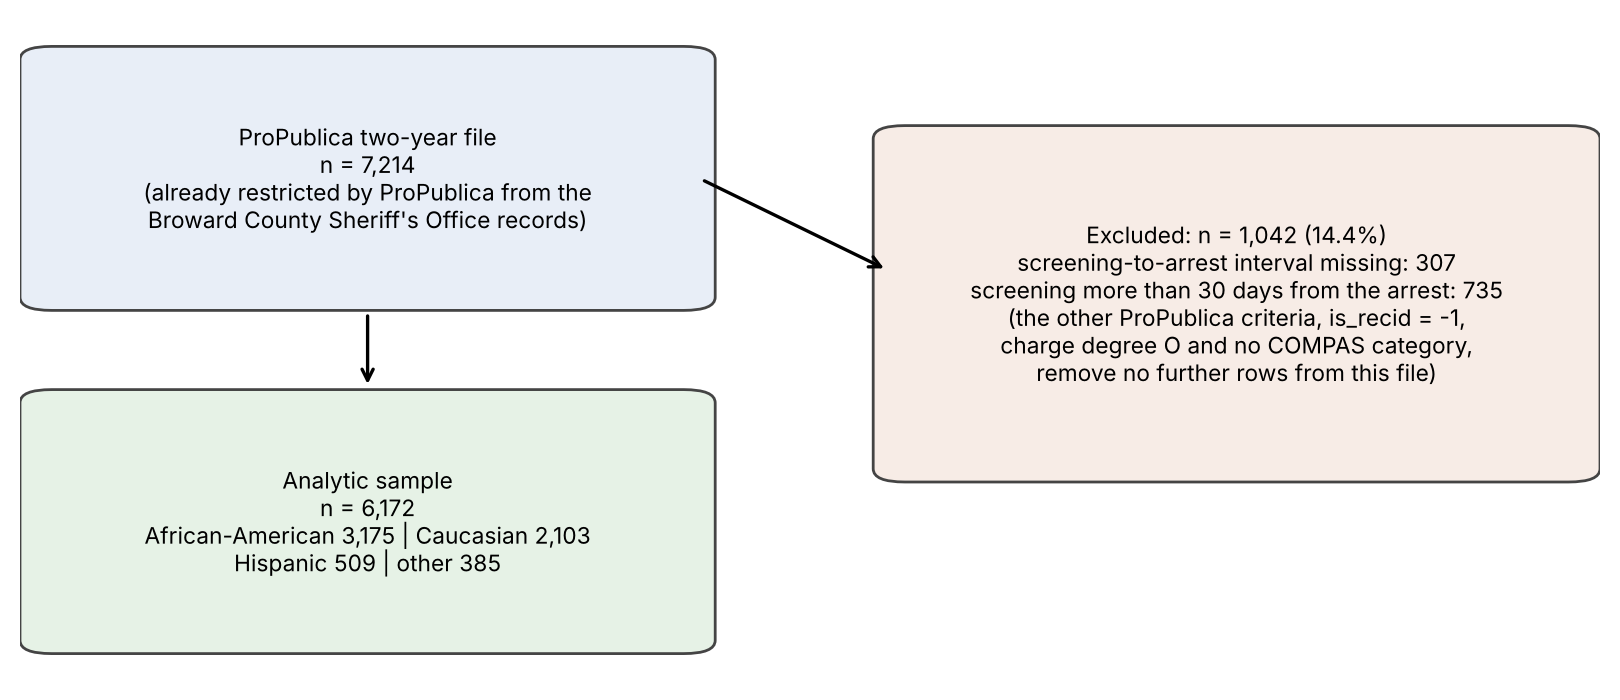 ProPublica two-year file
n = 7,214
(already restricted by ProPublica from the
Broward County Sheriff's Office records)
Excluded: n = 1,042 (14.4%)
screening-to-arrest interval missing: 307
screening more than 30 days from the arrest: 735
(the other ProPublica criteria, is_recid = -1,
charge degree O and no COMPAS category,
remove no further rows from this file)
Analytic sample
n = 6,172
African-American 3,175 | Caucasian 2,103
Hispanic 509 | other 385